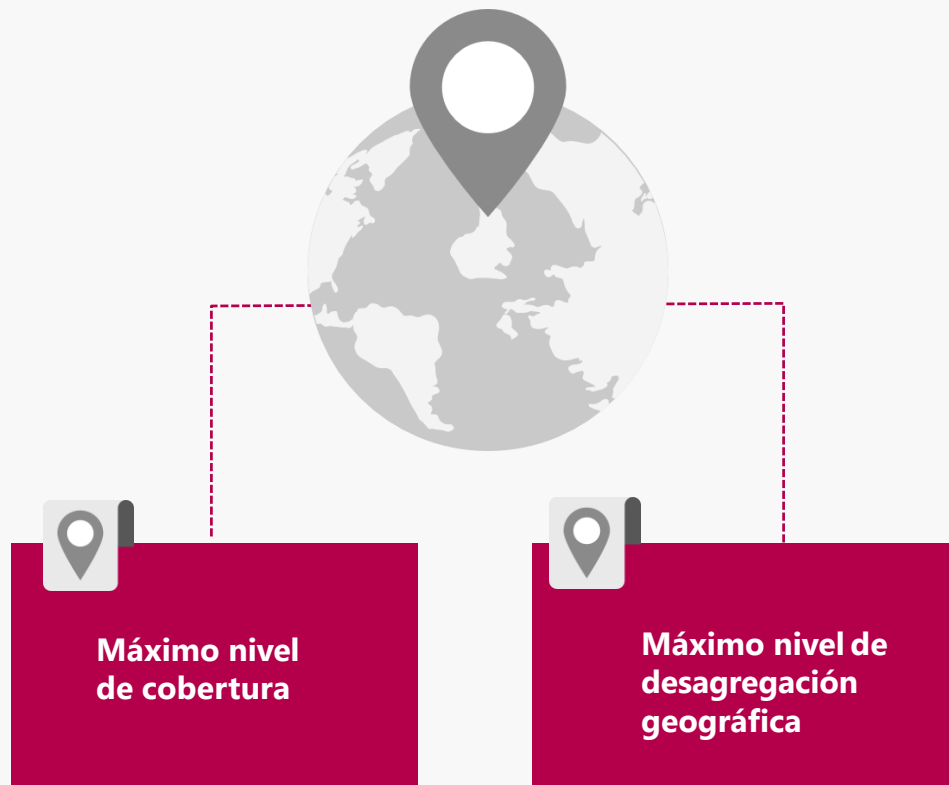 Máximo nivel
de cobertura
Máximo nivel de
desagregación
geográfica